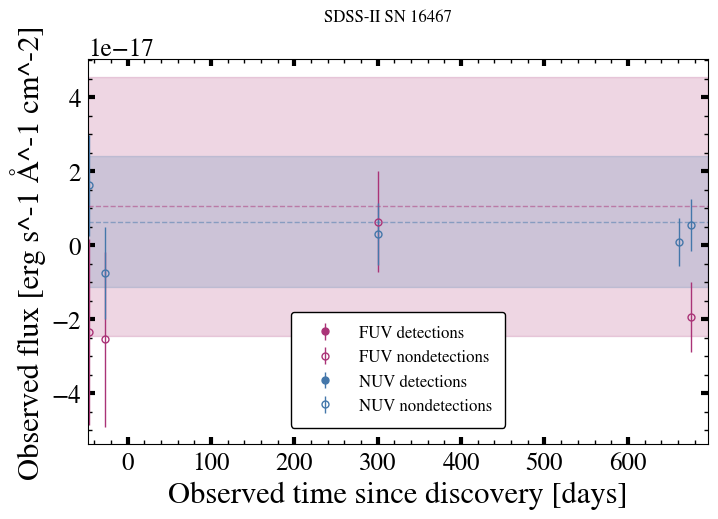 SDSS-II SN 16467
1e−17
Observed flux [erg s^-1 Å^-1 cm^-2]
4
2
0
−2
−4
FUV detections
FUV nondetections
NUV detections
NUV nondetections
0 100 200 300 400 500 600
Observed time since discovery [days]